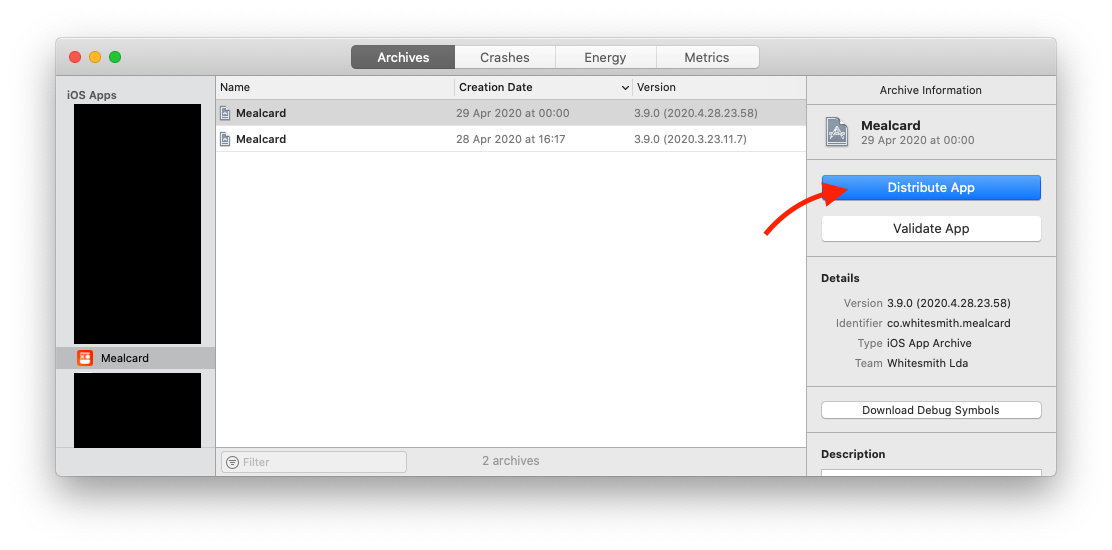 Archives Crashes Energy Metrics
iOS Apps
Mealcard
Name Creation Date Version
Mealcard 29 Apr 2020 at 00:00 3.9.0 (2020.4.28.23.58)
Mealcard 28 Apr 2020 at 16:17 3.9.0 (2020.3.23.11.7)
Filter 2 archives
Archive Information
Mealcard
29 Apr 2020 at 00:00
Distribute App
Validate App
Details
Version 3.9.0 (2020.4.28.23.58)
Identifier co.whitesmith.mealcard
Type iOS App Archive
Team Whitesmith Lda
Download Debug Symbols
Description